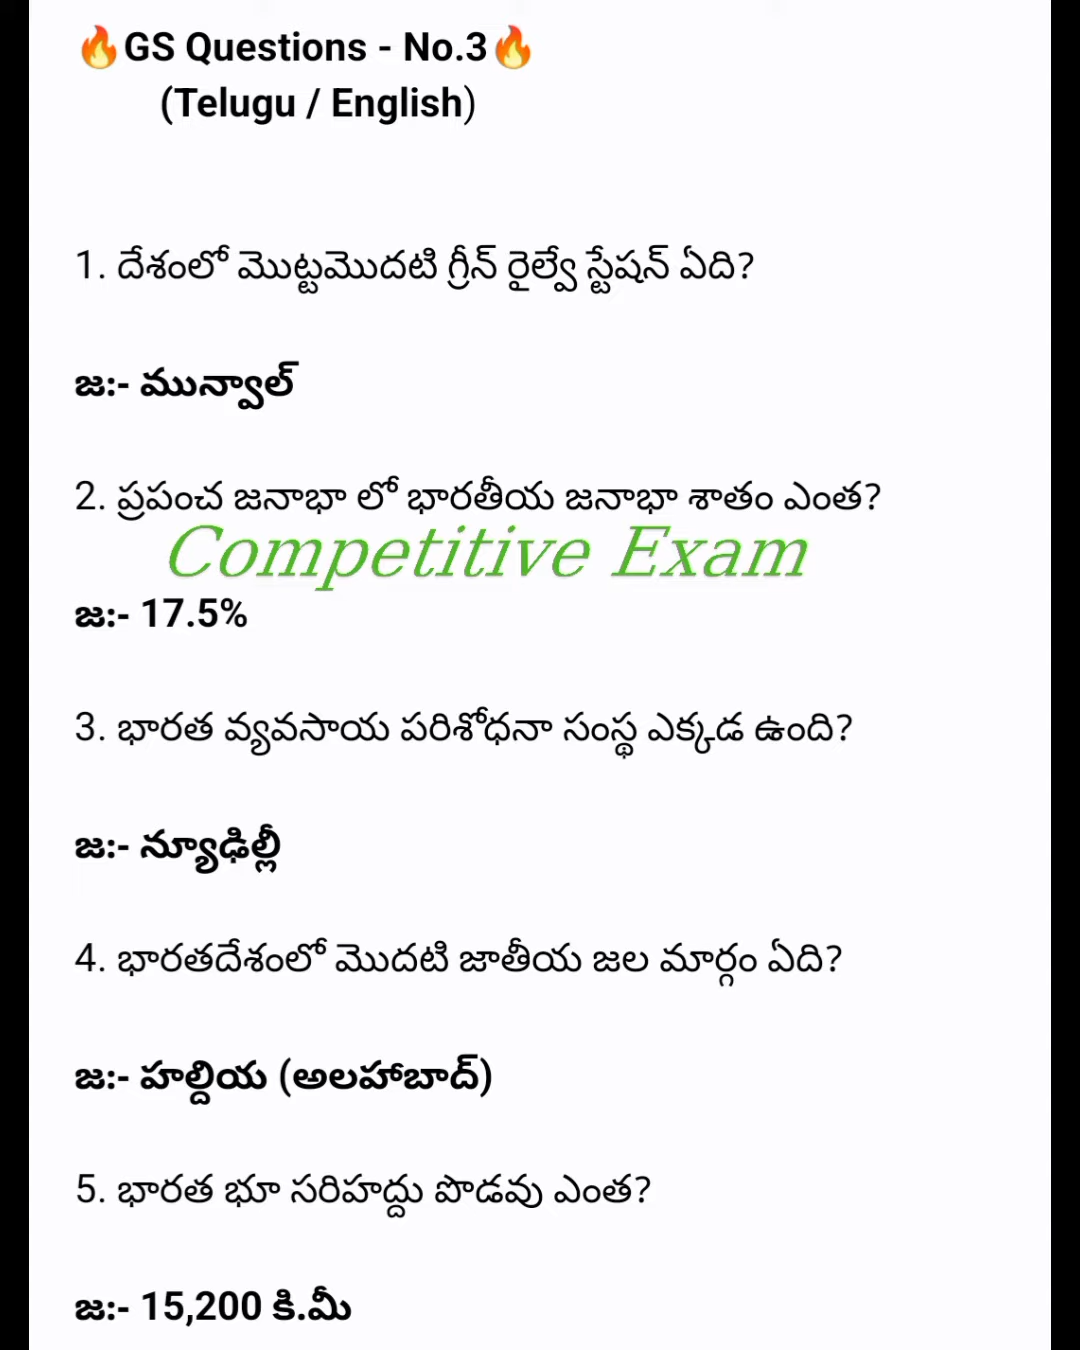 🔥GS Questions - No.3🔥
(Telugu / English)
1. దేశంలో మొట్టమొదటి గ్రీన్ రైల్వే స్టేషన్ ఏది?
జ:- మున్వాల్
2. ప్రపంచ జనాభా లో భారతీయ జనాభా శాతం ఎంత?
Competitive Exam
జ:- 17.5%
3. భారత వ్యవసాయ పరిశోధనా సంస్థ ఎక్కడ ఉంది?
జ:- న్యూఢిల్లీ
4. భారతదేశంలో మొదటి జాతీయ జల మార్గం ఏది?
జ:- హల్దియ (అలహాబాద్)
5. భారత భూ సరిహద్దు పొడవు ఎంత?
జ:- 15,200 కి.మీ